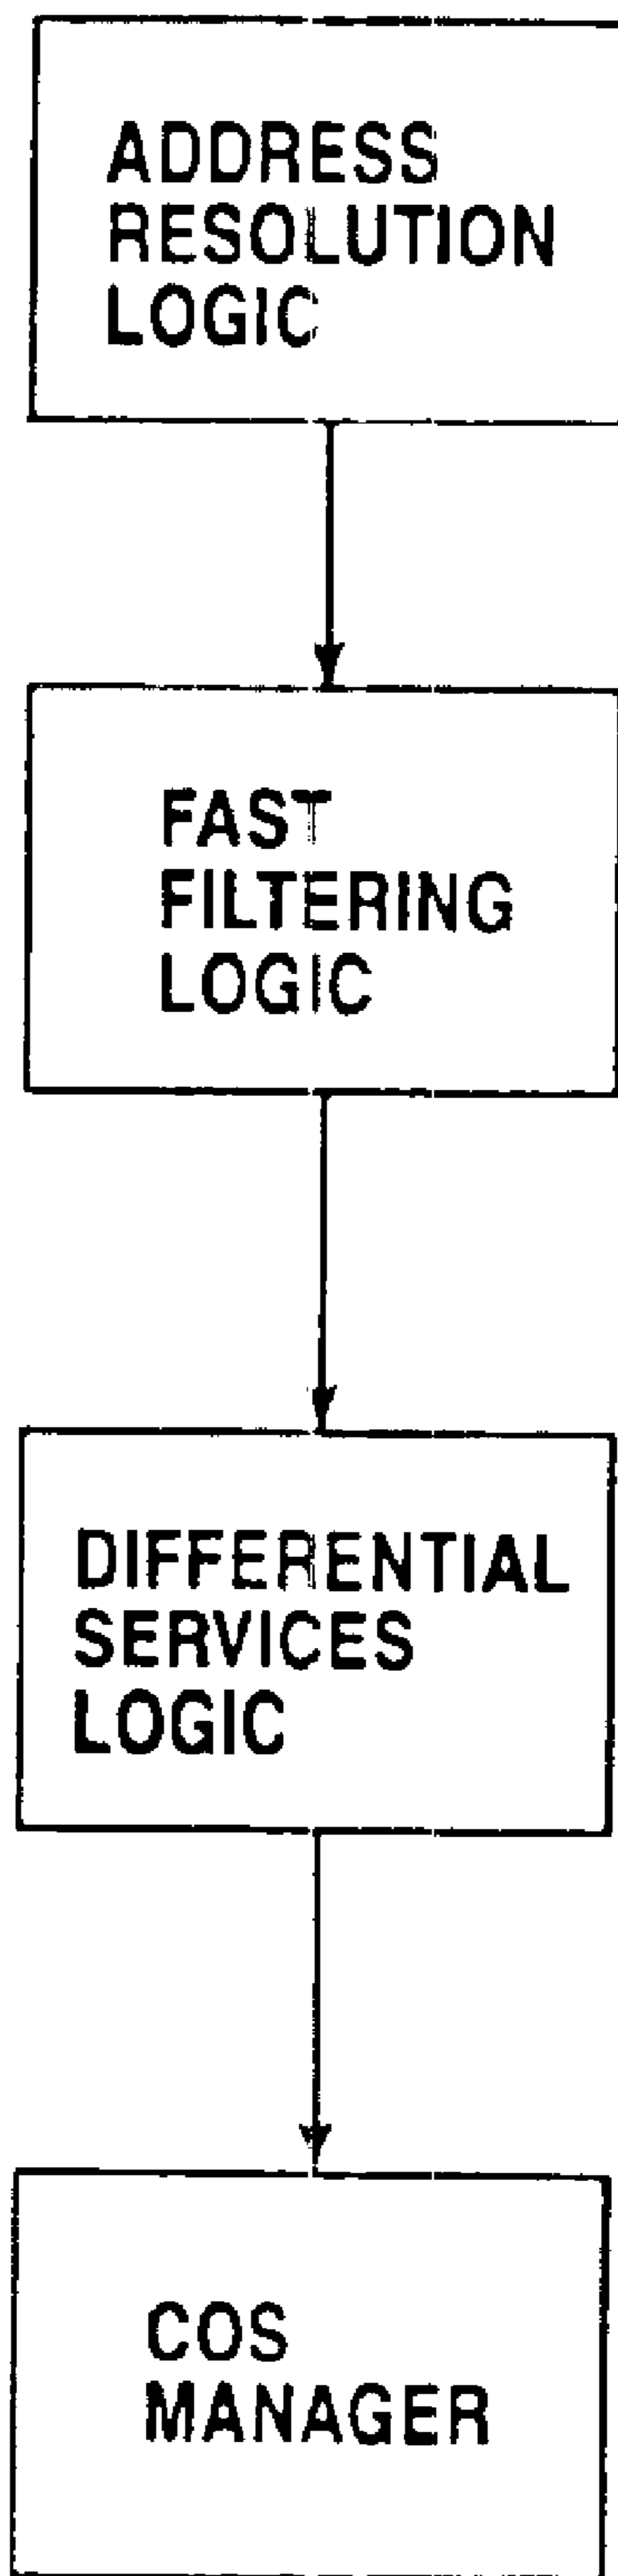 ADDRESS
RESOLUTION
LOGIC
FAST
FILTERING
LOGIC
DIFFERENTIAL
SERVICES
LOGIC
COS
MANAGER